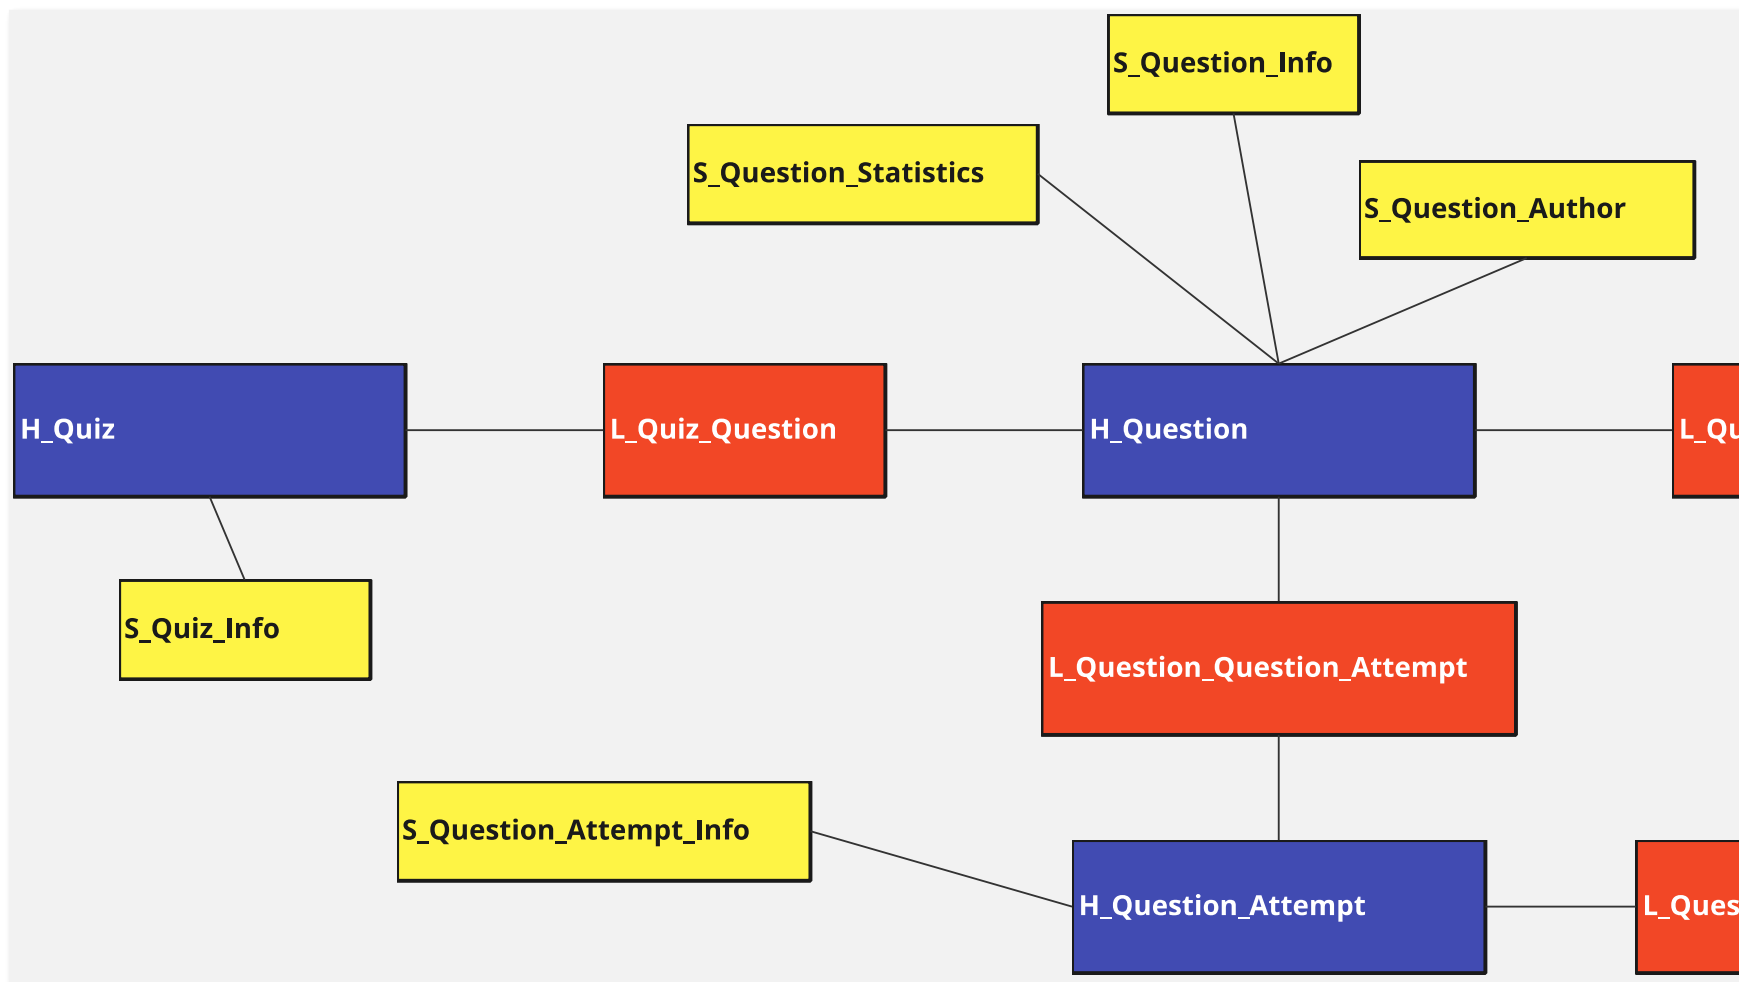 S_Question_Info
S_Question_Statistics
S_Question_Author
H_Quiz
L_Quiz_Question
H_Question
S_Quiz_Info
L_Question_Question_Attempt
S_Question_Attempt_Info
H_Question_Attempt